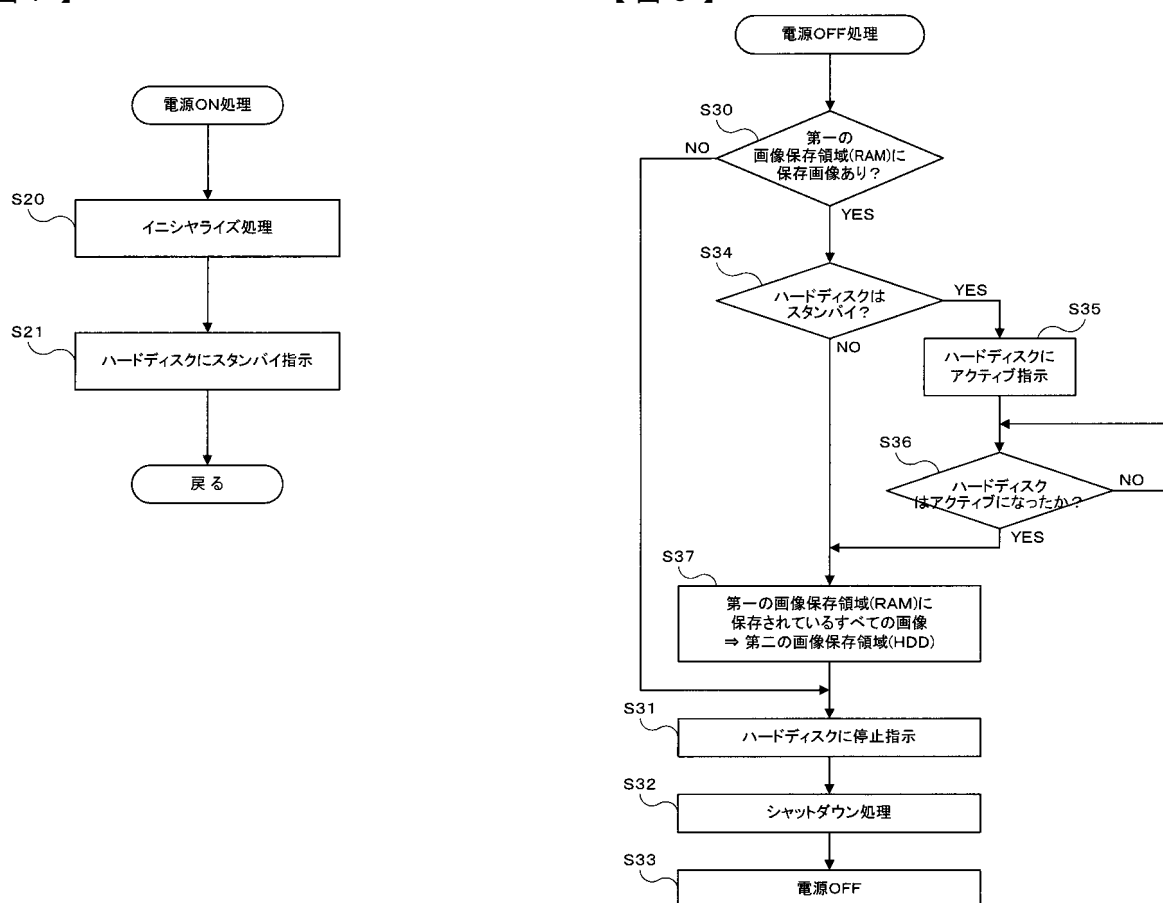 電源ON処理
S20
イニシャライズ処理
S21
ハードディスクにスタンバイ指示
戻る
電源OFF処理
S30
第一の
画像保存領域(RAM)に
保存画像あり？
NO
YES
S34
ハードディスクは
スタンバイ？
YES
NO
S35
ハードディスクに
アクティブ指示
S36
ハードディスク
はアクティブになったか？
NO
YES
S37
第一の画像保存領域(RAM)に
保存されているすべての画像
⇒ 第二の画像保存領域(HDD)
S31
ハードディスクに停止指示
S32
シャットダウン処理
S33
電源OFF